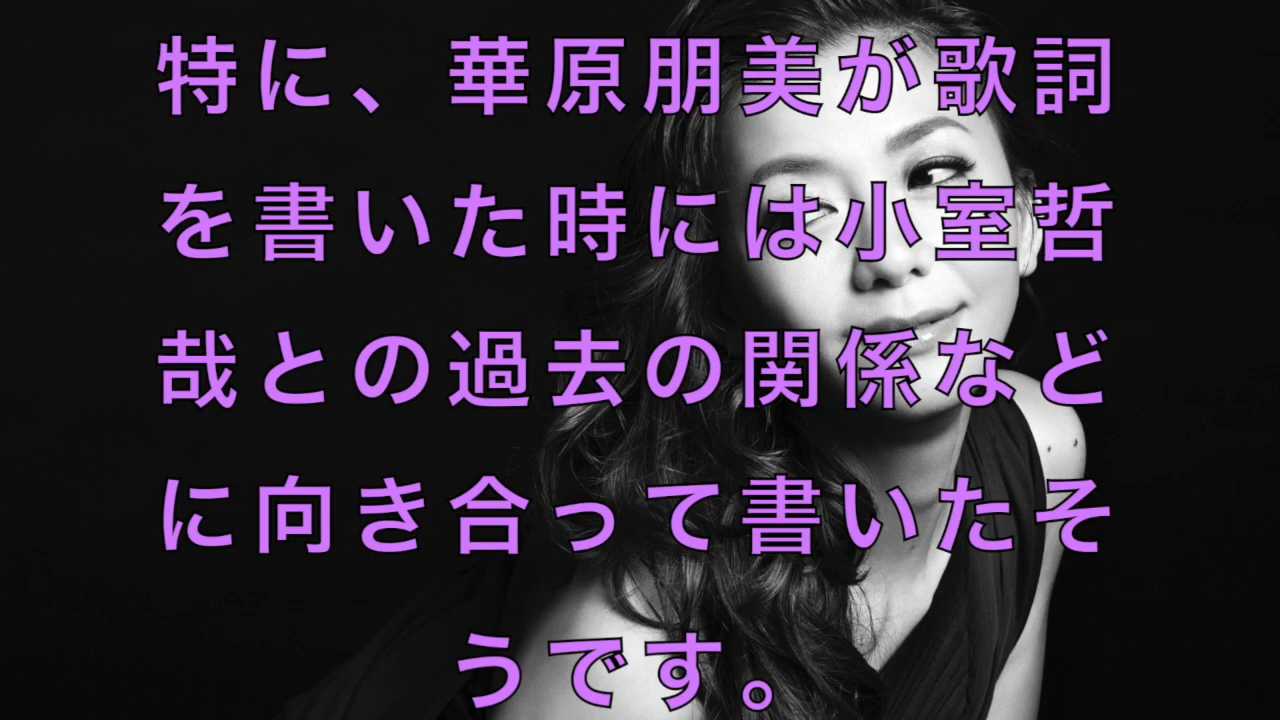 特に、華原朋美が歌詞
を書いた時には小室哲
哉との過去の関係など
に向き合って書いたそ
うです。